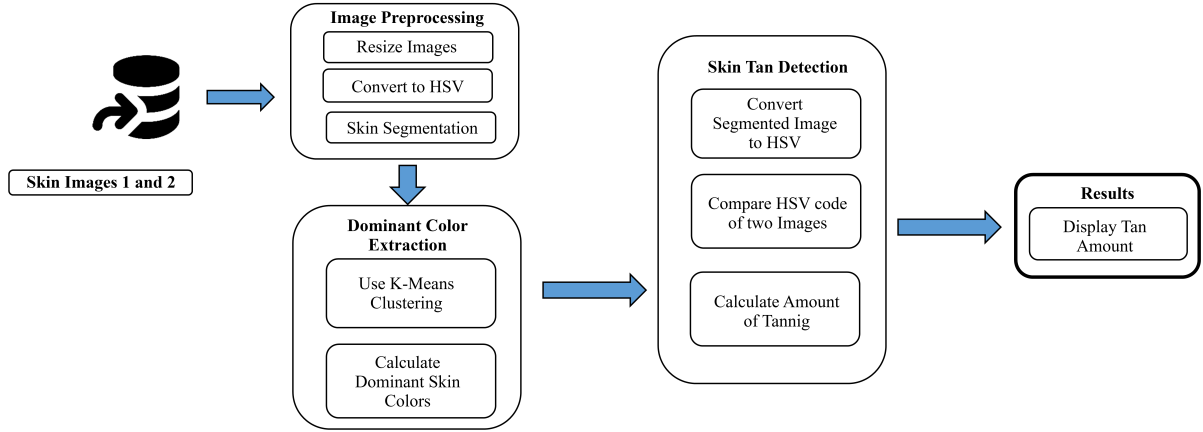 Skin Images 1 and 2
Image Preprocessing
Resize Images
Convert to HSV
Skin Segmentation
Dominant Color
Extraction
Use K-Means
Clustering
Calculate
Dominant Skin
Colors
Skin Tan Detection
Convert
Segmented Image
to HSV
Compare HSV code
of two Images
Calculate Amount
of Tannig
Results
Display Tan
Amount